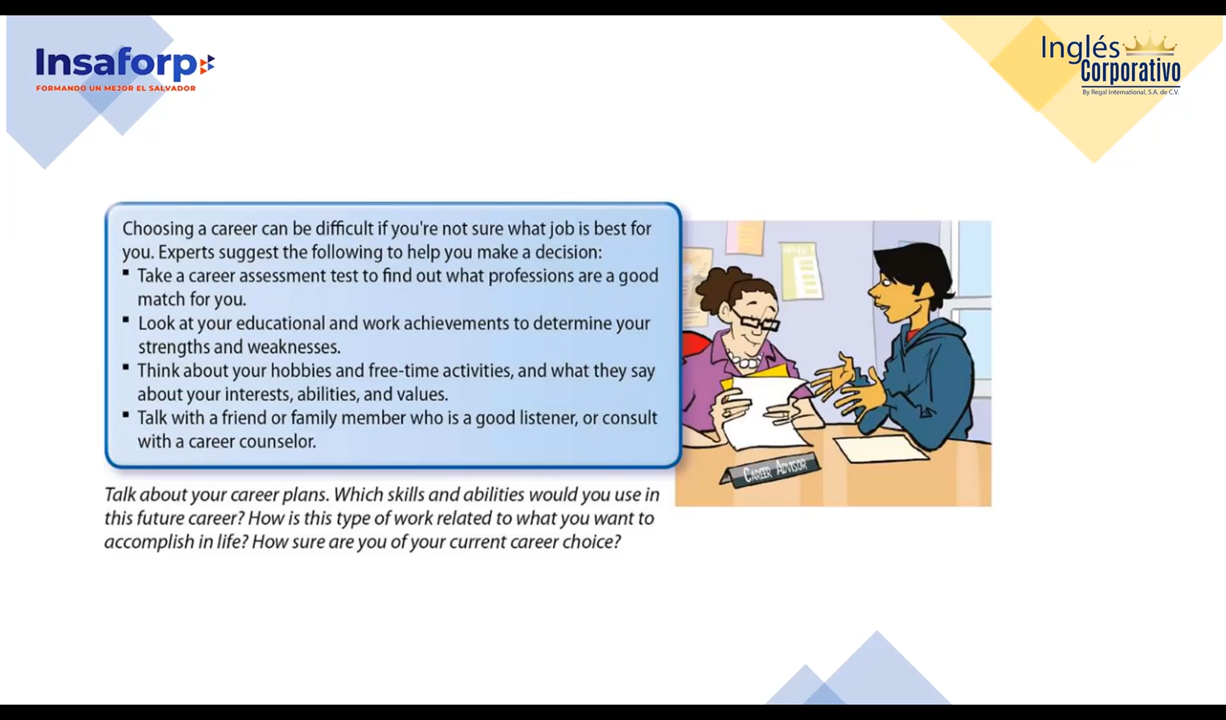 Insaforp
FORMANDO UN MEJOR EL SALVADOR
Inglés
Corporativo
By Regal International, S.A. de C.V.
Choosing a career can be difficult if you're not sure what job is best for
you. Experts suggest the following to help you make a decision:
▪ Take a career assessment test to find out what professions are a good
match for you.
▪ Look at your educational and work achievements to determine your
strengths and weaknesses.
▪ Think about your hobbies and free-time activities, and what they say
about your interests, abilities, and values.
▪ Talk with a friend or family member who is a good listener, or consult
with a career counselor.
CAREER ADVISOR
Talk about your career plans. Which skills and abilities would you use in
this future career? How is this type of work related to what you want to
accomplish in life? How sure are you of your current career choice?